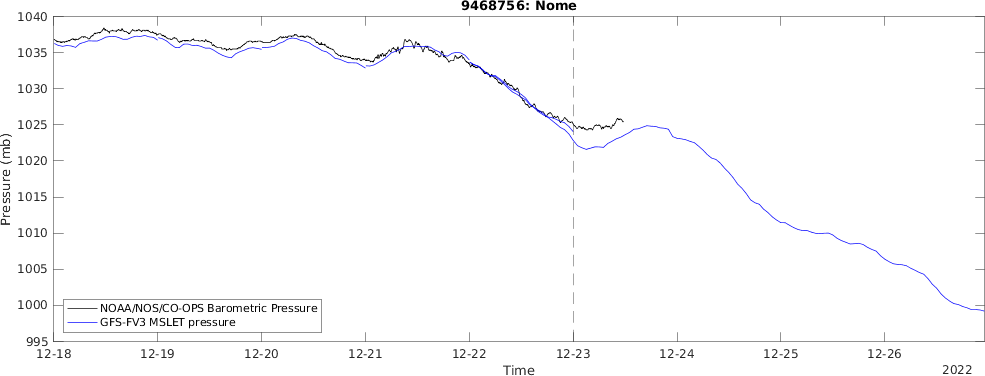 9468756: Nome
1040
1035
1030
1025
1020
1015
1010
1005
1000
995
Pressure (mb)
NOAA/NOS/CO-OPS Barometric Pressure
GFS-FV3 MSLET pressure
12-18 12-19 12-20 12-21 12-22 12-23 12-24 12-25 12-26
Time
2022